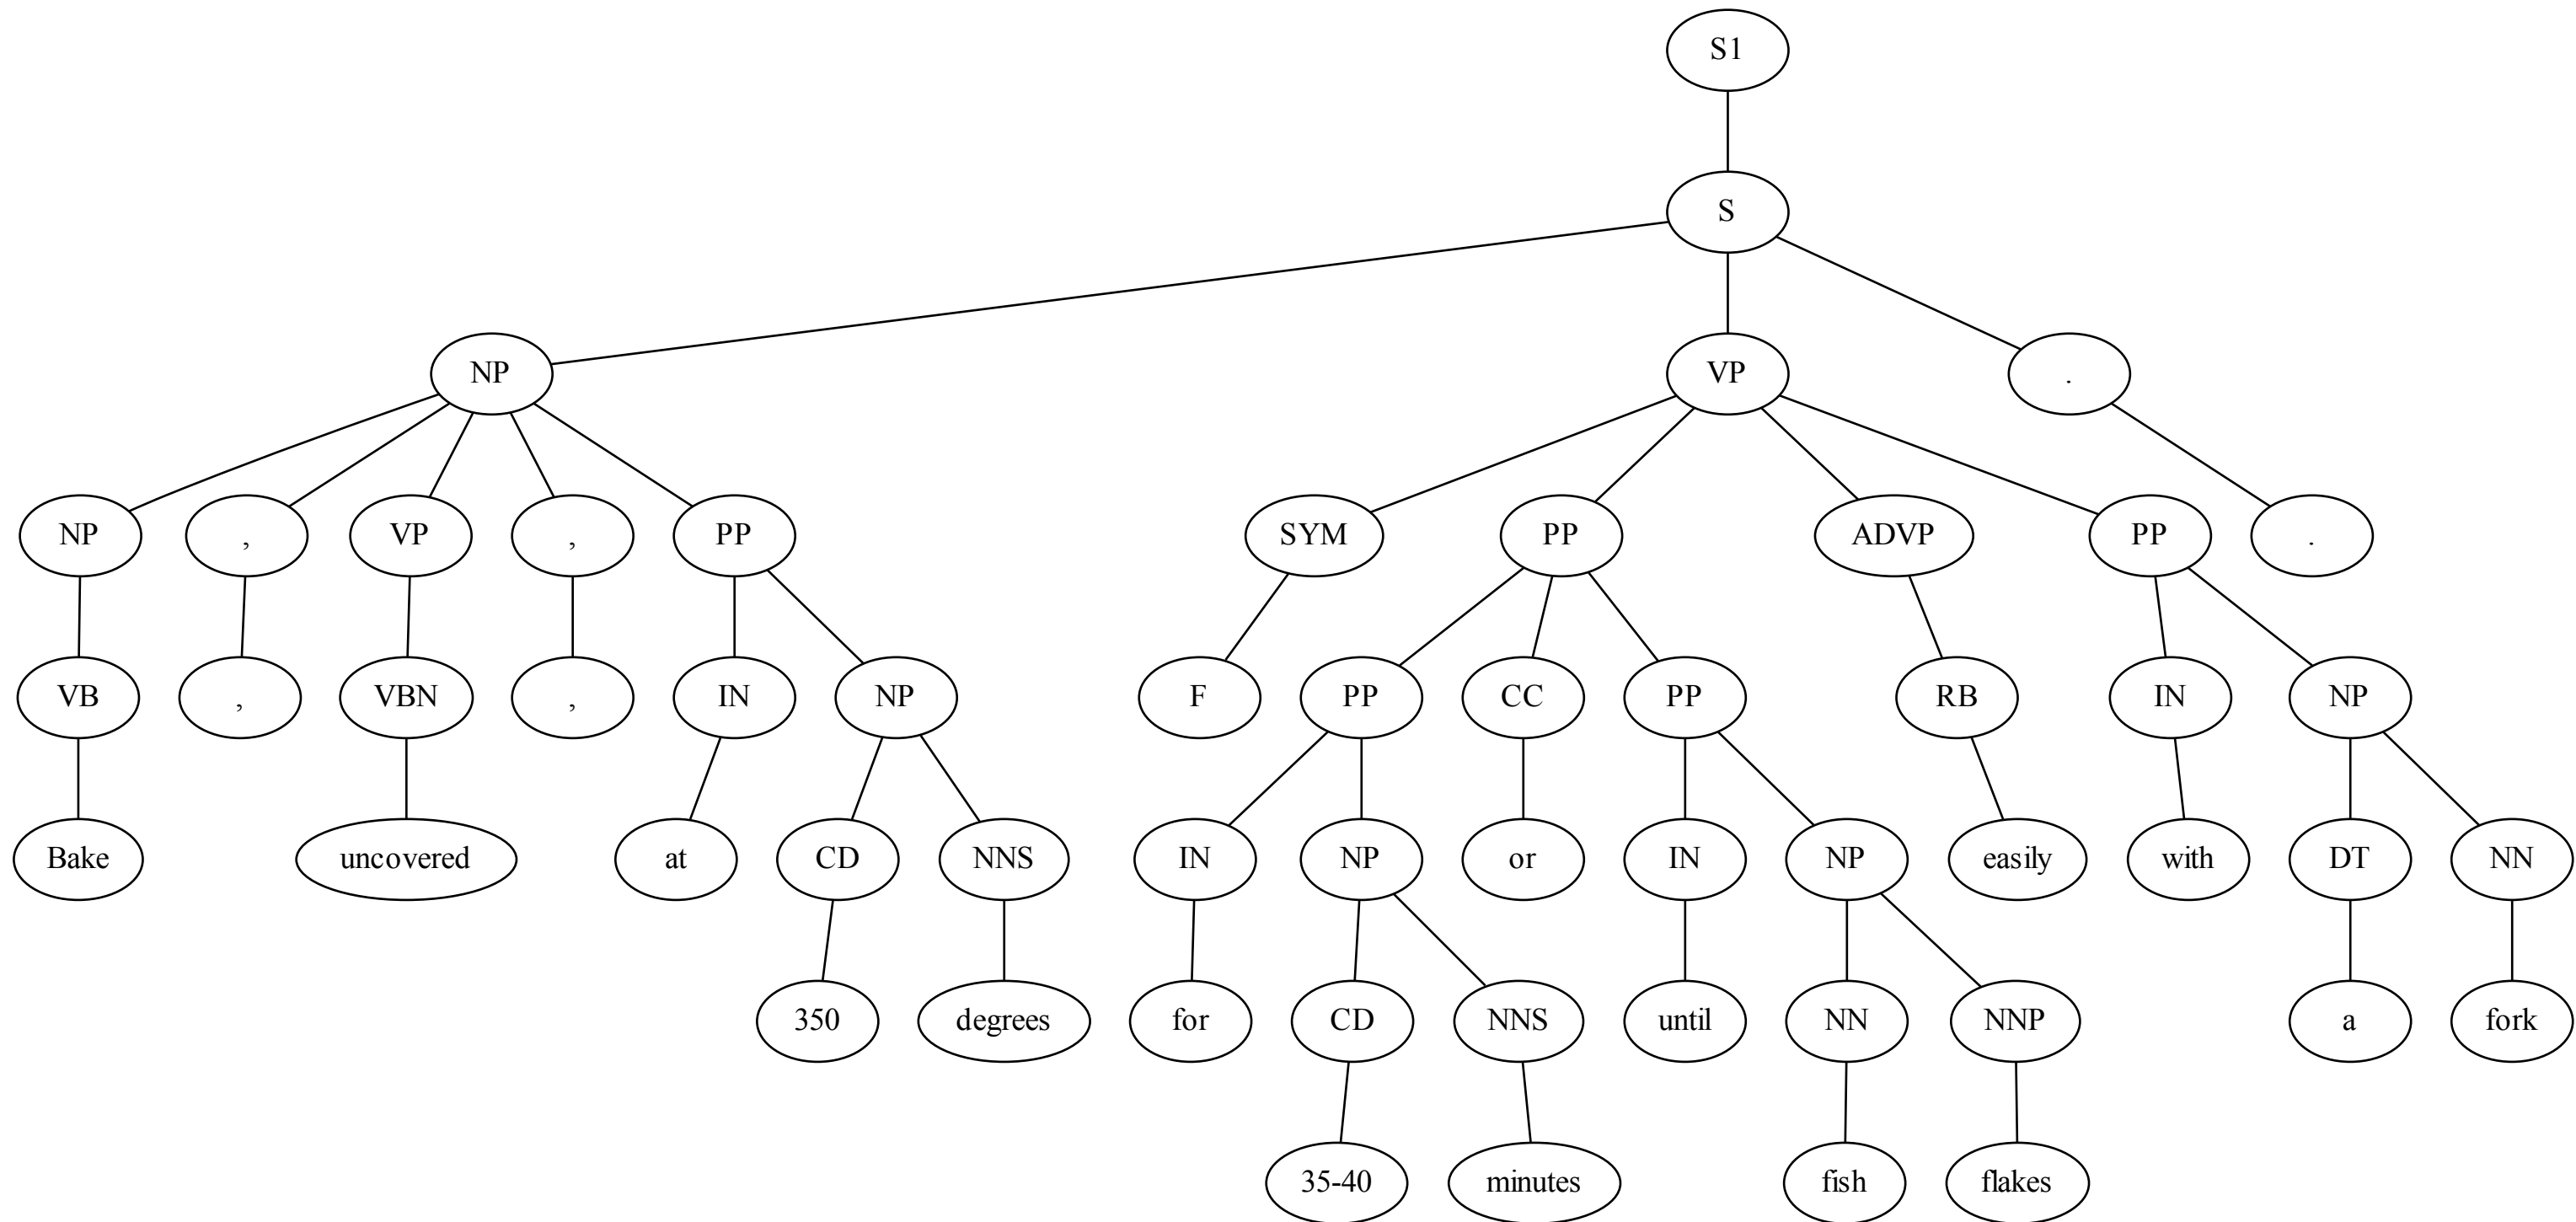 S1
S
NP VP .
NP , VP , PP SYM PP ADVP PP .
VB , VBN , IN NP F PP CC PP RB IN NP
Bake uncovered at CD NNS IN NP or IN NP easily with DT NN
350 degrees for CD NNS until NN NNP a fork
35-40 minutes fish flakes